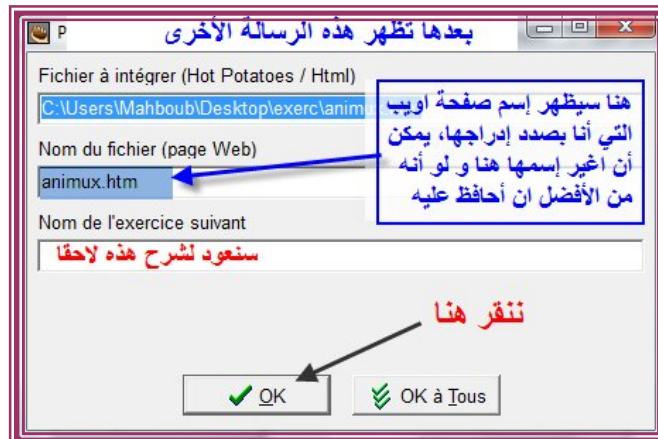 P
بعدها تظهر هذه الرسالة الأخرى
Fichier à intégrer (Hot Potatoes / Html)
C:\Users\Mahboub\Desktop\exerc\animu
هنا سيظهر إسم صفحة اويب
التي أنا بصدد إدراجها، يمكن
أن اغير إسمها هنا و لو أنه
من الأفضل ان أحافظ عليه
Nom du fichier (page Web)
animux.htm
Nom de l'exercice suivant
سنعود لشرح هذه لاحقا
ننقر هنا
OK
OK à Tous